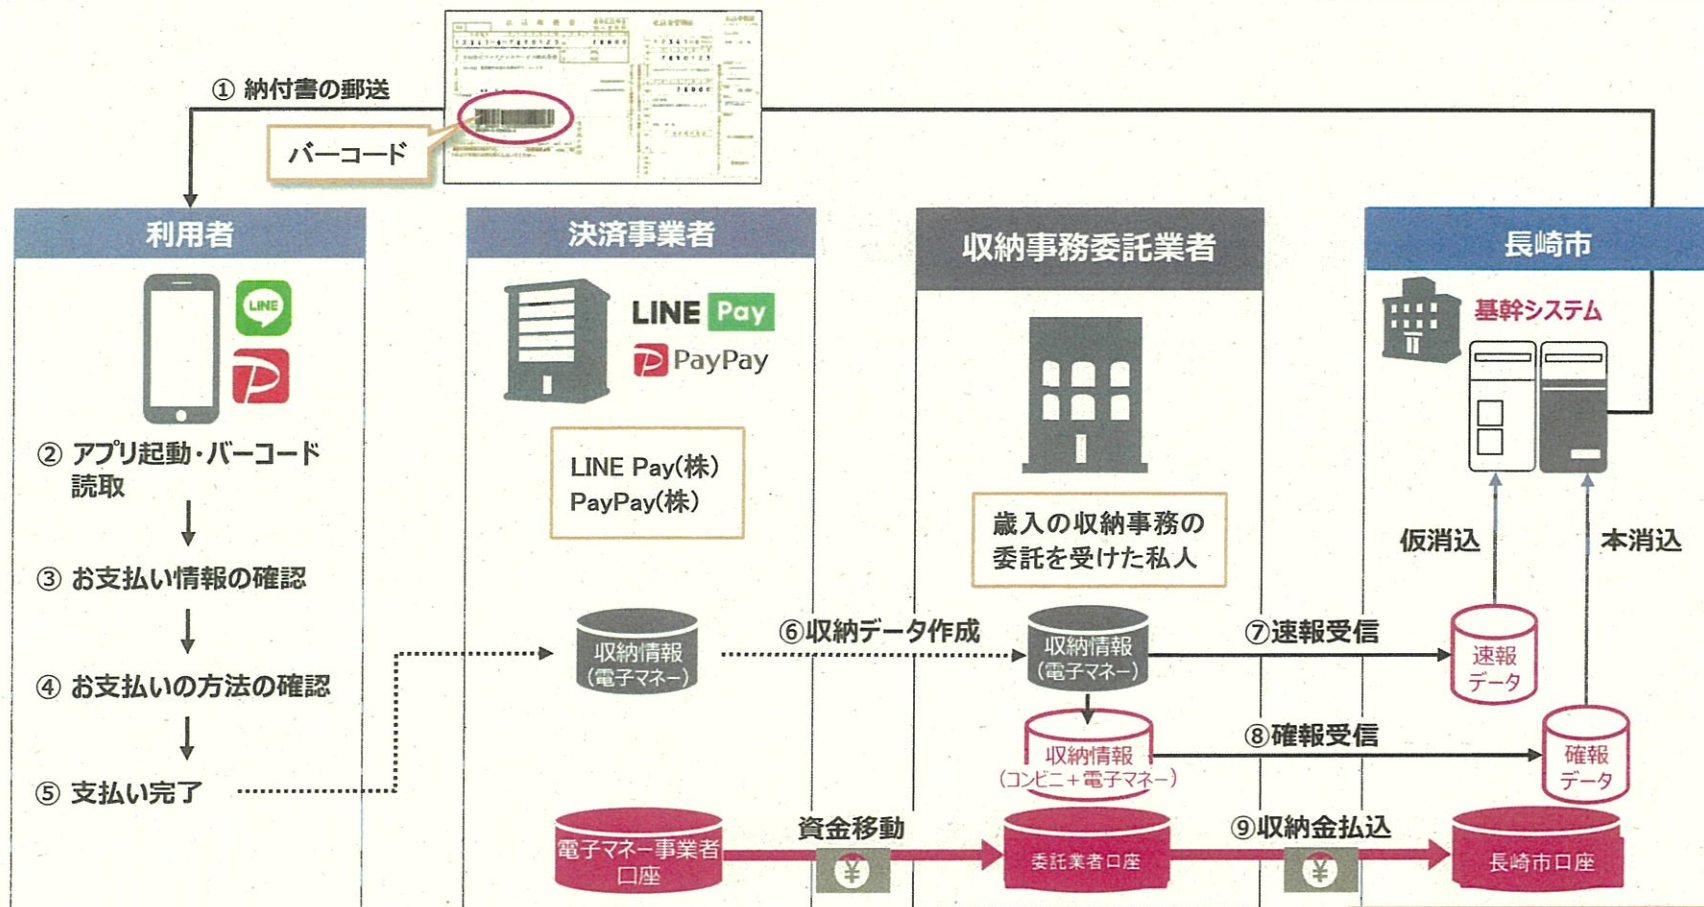 ① 納付書の郵送
バーコード
利用者
決済事業者
収納事務委託業者
長崎市
LINE
LINE Pay
PayPay
基幹システム
② アプリ起動・バーコード
読取
LINE Pay(株)
PayPay(株)
歳入の収納事務の
委託を受けた私人
仮消込
本消込
③ お支払い情報の確認
収納情報
(電子マネー)
⑥収納データ作成
収納情報
(電子マネー)
⑦速報受信
速報
データ
④ お支払いの方法の確認
収納情報
(コンビニ+電子マネー)
⑧確報受信
確報
データ
⑤ 支払い完了
電子マネー事業者
口座
資金移動
¥
委託業者口座
⑨収納金払込
¥
長崎市口座